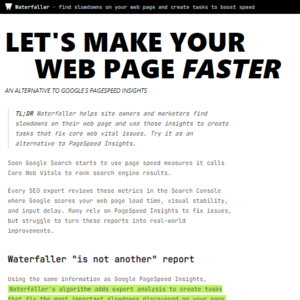 Waterfaller - find slowdowns on your web page and create tasks to boost speed
LET'S MAKE YOUR
WEB PAGE FASTER
AN ALTERNATIVE TO GOOGLE'S PAGESPEED INSIGHTS
TL;DR Waterfaller helps site owners and marketers find
slowdowns on their web page and use those insights to create
tasks that fix core web vital issues. Try it as an
alternative to PageSpeed Insights.
Soon Google Search starts to use page speed measures it calls
Core Web Vitals to rank search engine results.
Every SEO expert reviews these metrics in the Search Console
where Google scores your web page load time, visual stability,
and input delay. Many rely on PageSpeed Insights to fix issues,
but struggle to turn these reports into real-world
improvements.
Waterfaller "is not another" report
Using the same information as Google PageSpeed Insights,
Waterfaller's algorithm adds expert analysis to create tasks
that fix the most important slowdowns discovered on your page